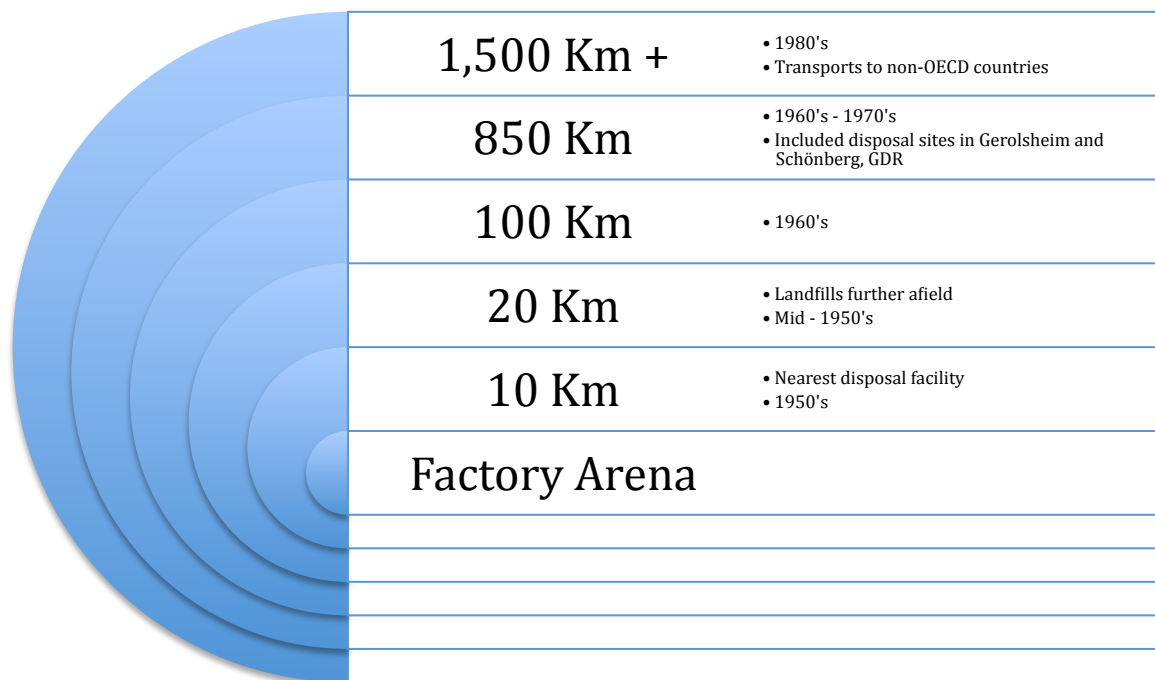 1,500 Km +
• 1980's
• Transports to non-OECD countries
850 Km
• 1960's - 1970's
• Included disposal sites in Gerolsheim and
Schönberg, GDR
100 Km
• 1960's
20 Km
• Landfills further afield
• Mid - 1950's
10 Km
• Nearest disposal facility
• 1950's
Factory Arena